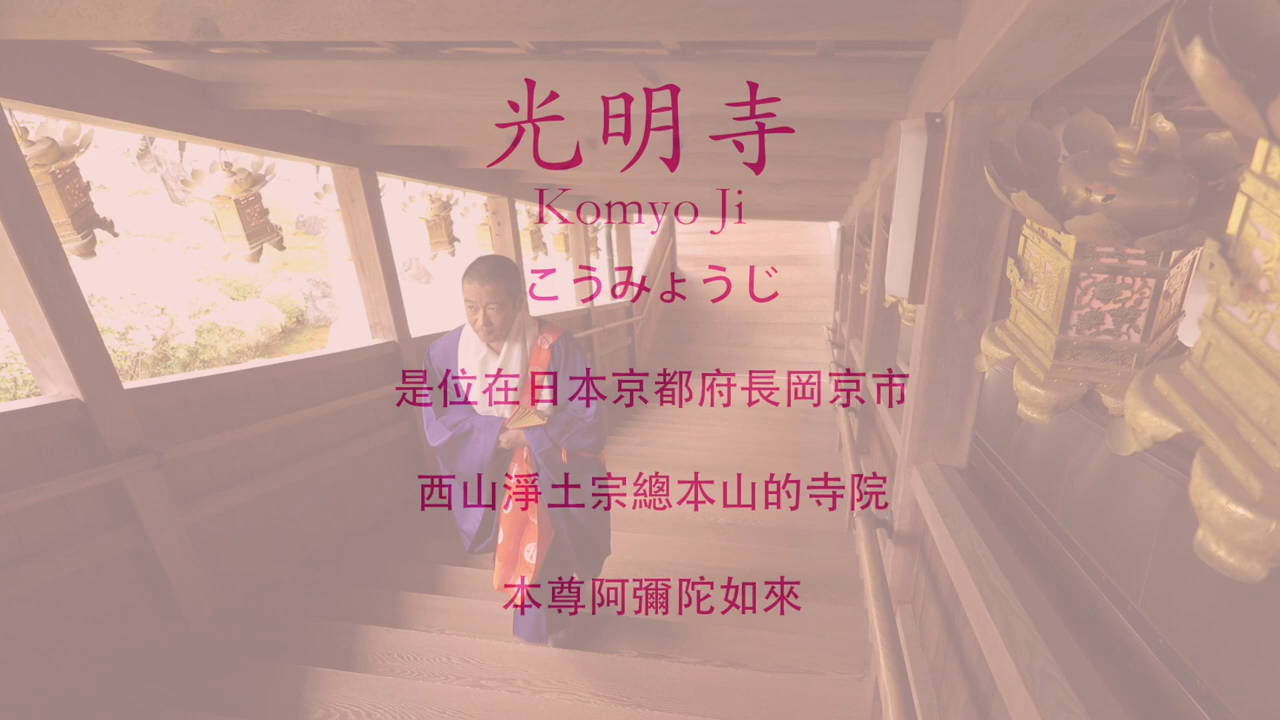 光明寺
Komyo Ji
こうみょうじ
是位在日本京都府長岡京市
西山淨土宗總本山的寺院
本尊阿彌陀如來